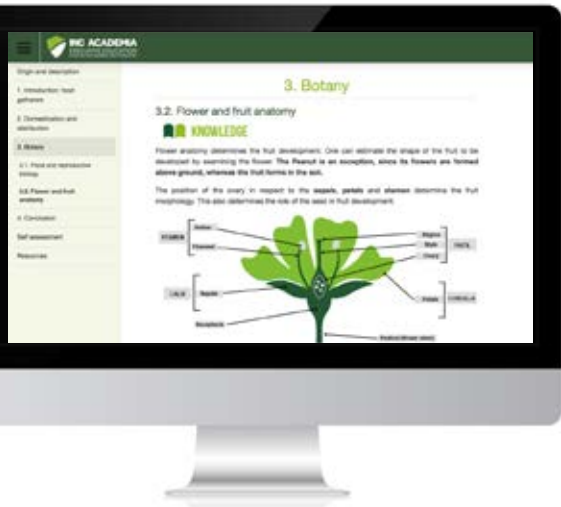 INC ACADEMIA
Origin and description
1. Introduction: food
gatherers
2. Domestication and
distribution
3. Botany
3.1. Floral and reproductive
biology
3.2. Flower and fruit
anatomy
4. Conclusion
Self assessment
Resources
3. Botany
3.2. Flower and fruit anatomy
KNOWLEDGE
Flower anatomy determines the fruit development. One can estimate the shape of the fruit to be
developed by examining the flower. The Peanut is an exception, since its flowers are formed
above ground, whereas the fruit forms in the soil.
The position of the ovary in respect to the sepals, petals and stamen determine the fruit
morphology. This also determines the role of the seed in fruit development.
STAMEN
Anther
Filament
Stigma
Style
Ovary
PISTIL
CALIX
Sepals
Petals
COROLLA
Receptacle
Peduncle (flower stalk)